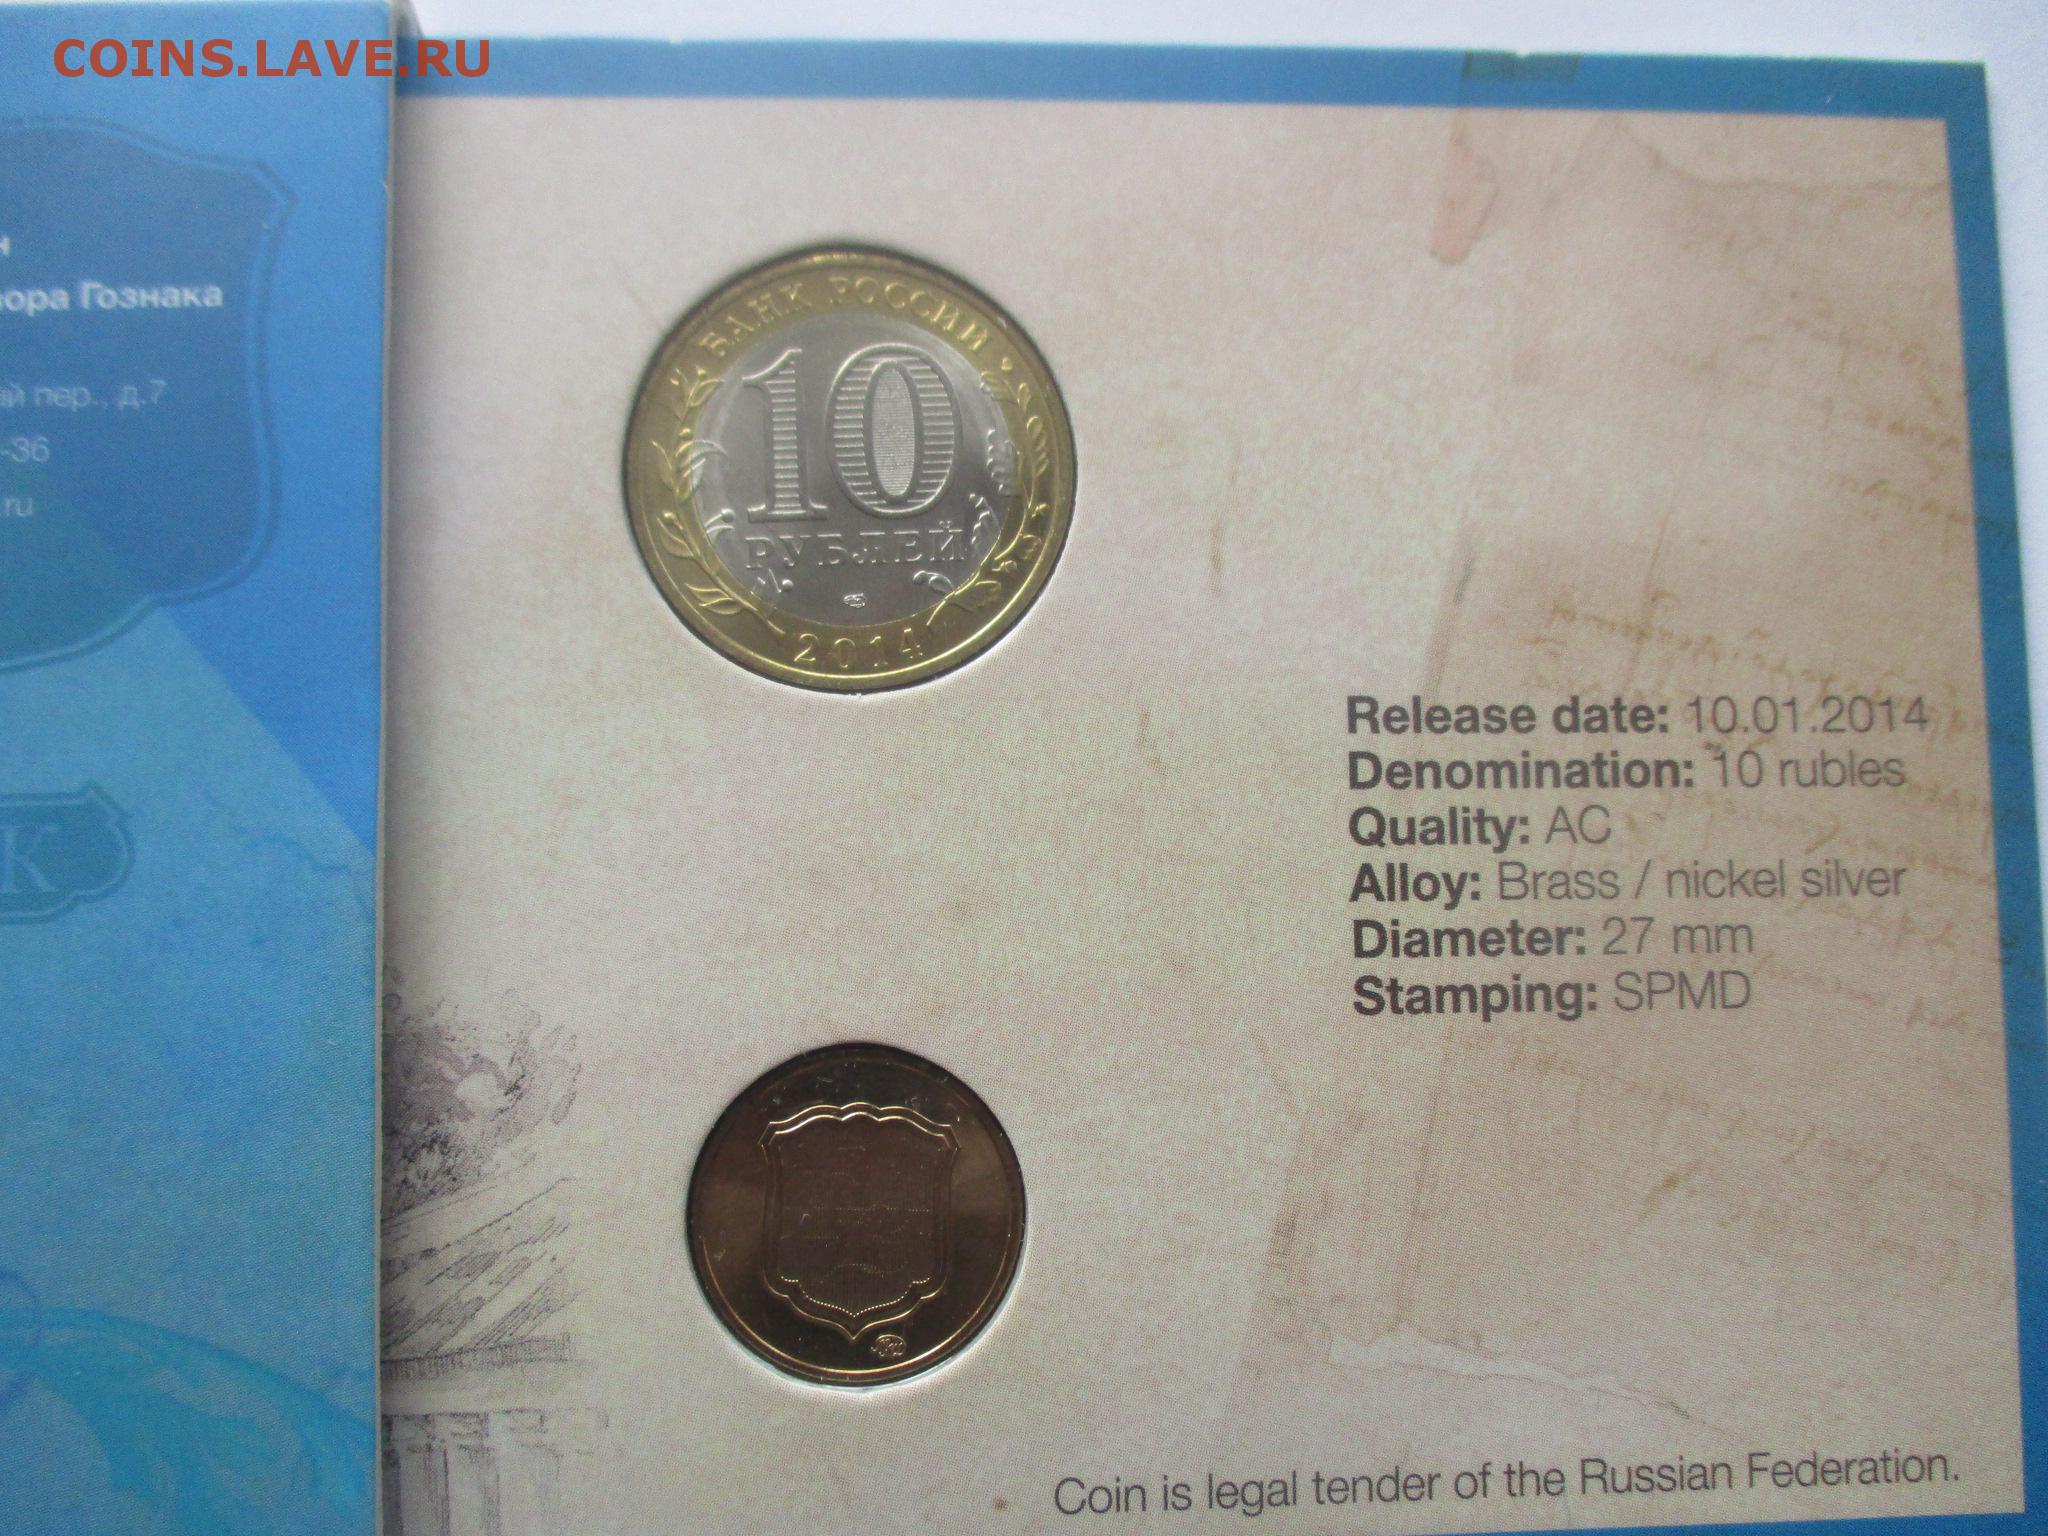 COINS.LAVE.RU
Гознака
пер., д.7
-36
.ru
БАНК РОССИИ
10
РУБЛЕЙ
2014
Release date: 10.01.2014
Denomination: 10 rubles
Quality: AC
Alloy: Brass / nickel silver
Diameter: 27 mm
Stamping: SPMD
Coin is legal tender of the Russian Federation.